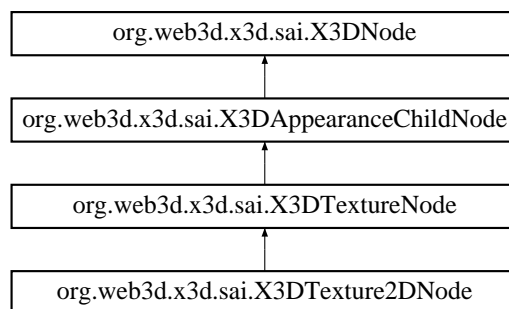 org.web3d.x3d.sai.X3DNode
org.web3d.x3d.sai.X3DAppearanceChildNode
org.web3d.x3d.sai.X3DTextureNode
org.web3d.x3d.sai.X3DTexture2DNode